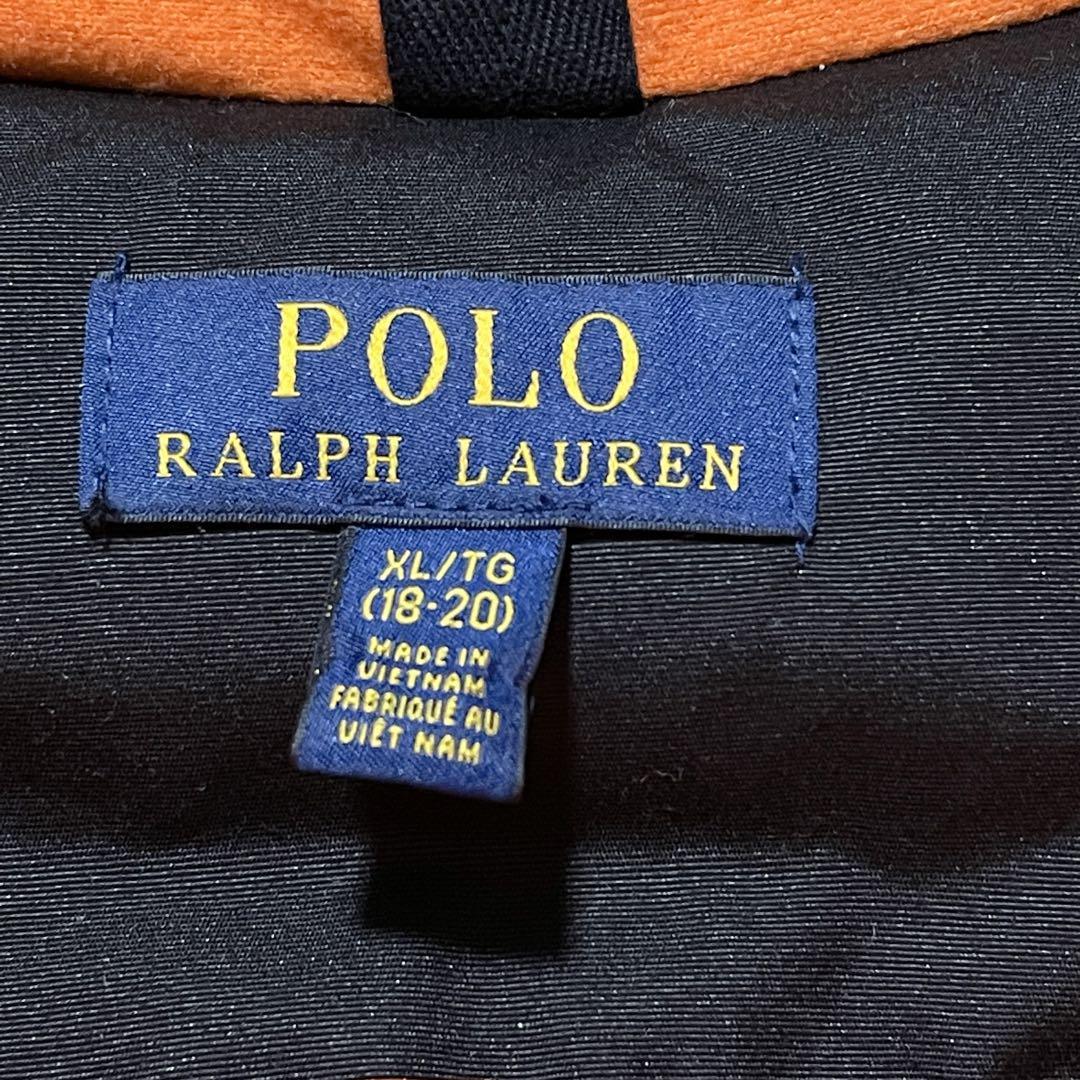 POLO
RALPH LAUREN
XL/TG
(18-20)
MADE IN
VIETNAM
FABRIQUÉ AU
VIÊT NAM